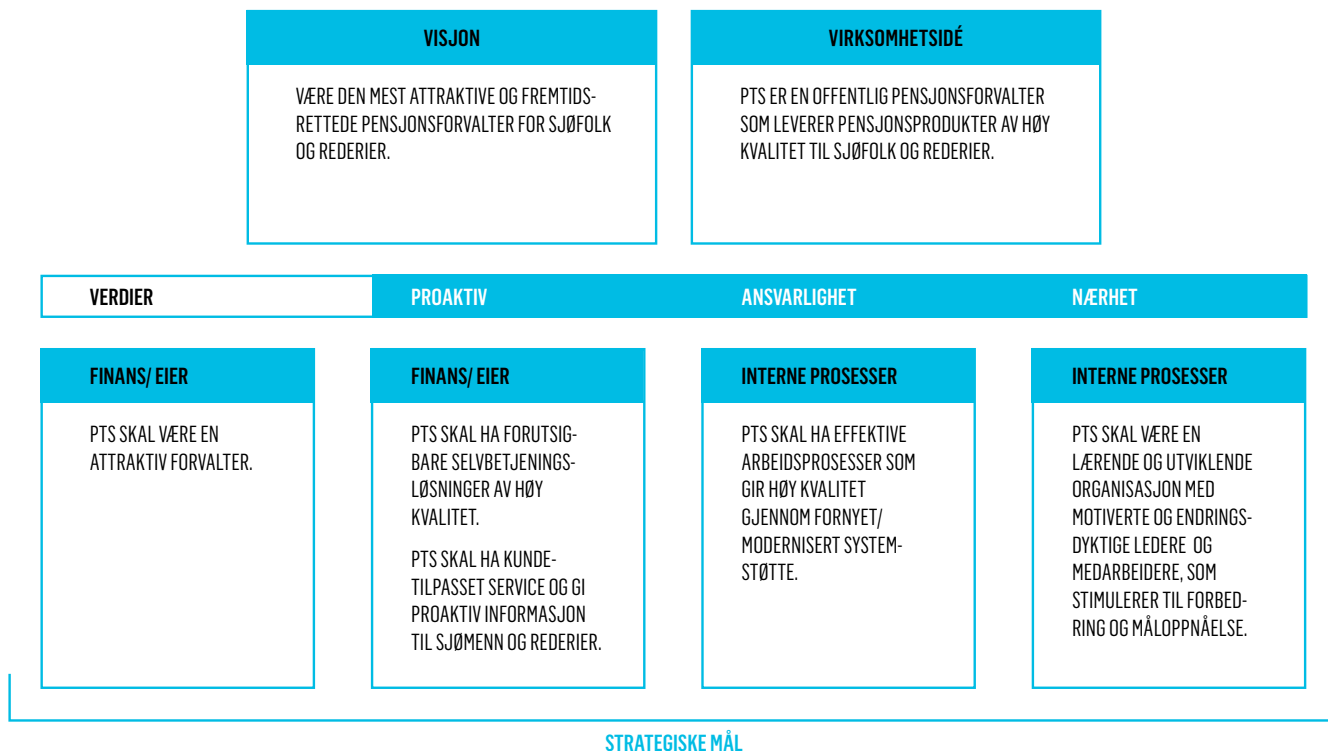 VISJON
VÆRE DEN MEST ATTRAKTIVE OG FREMTIDS-
RETTEDE PENSJONSFORVALTER FOR SJØFOLK
OG REDERIER.
VIRKSOMHETSIDÉ
PTS ER EN OFFENTLIG PENSJONSFORVALTER
SOM LEVERER PENSJONSPRODUKTER AV HØY
KVALITET TIL SJØFOLK OG REDERIER.
VERDIER
PROAKTIV
ANSVARLIGHET
NÆRHET
FINANS/ EIER
PTS SKAL VÆRE EN
ATTRAKTIV FORVALTER.
FINANS/ EIER
PTS SKAL HA FORUTSIG-
BARE SELVBETJENINGS-
LØSNINGER AV HØY
KVALITET.
PTS SKAL HA KUNDE-
TILPASSET SERVICE OG GI
PROAKTIV INFORMASJON
TIL SJØMENN OG REDERIER.
INTERNE PROSESSER
PTS SKAL HA EFFEKTIVE
ARBEIDSPROSESSER SOM
GIR HØY KVALITET
GJENNOM FORNYET/
MODERNISERT SYSTEM-
STØTTE.
INTERNE PROSESSER
PTS SKAL VÆRE EN
LÆRENDE OG UTVIKLENDE
ORGANISASJON MED
MOTIVERTE OG ENDRINGS-
DYKTIGE LEDERE OG
MEDARBEIDERE, SOM
STIMULERER TIL FORBED-
RING OG MÅLOPPNÅELSE.
STRATEGISKE MÅL